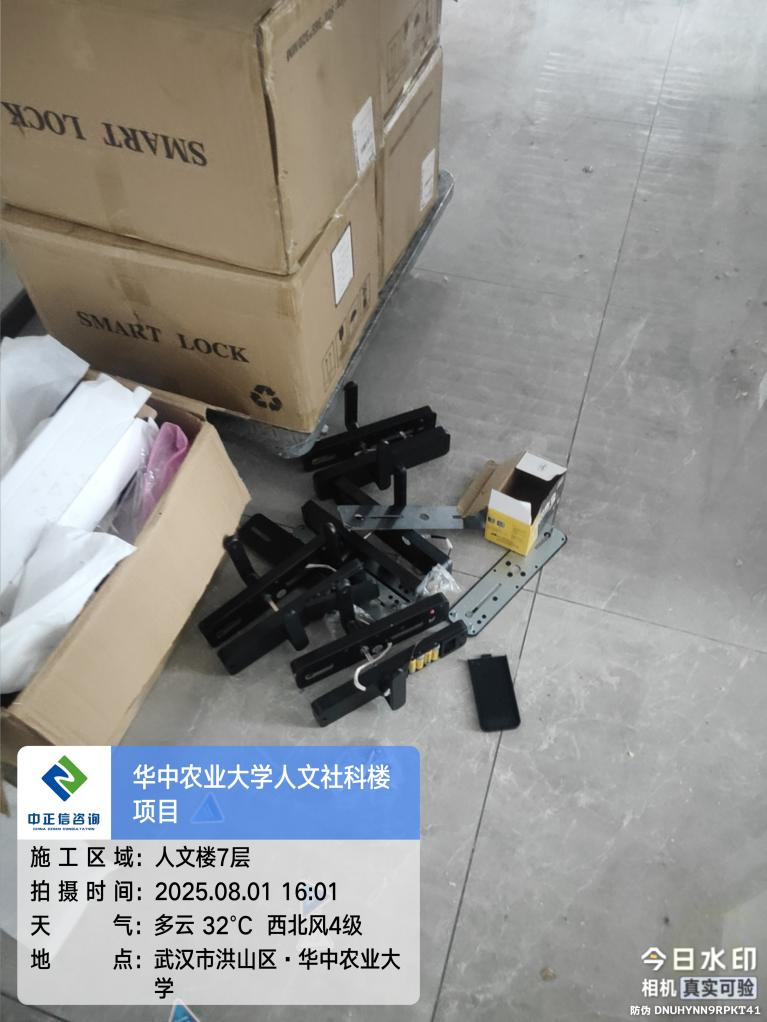 SMART LOCK
SMART LOCK
中正信咨询
华中农业大学人文社科楼
项目
施工区域：人文楼7层
拍摄时间：2025.08.01 16:01
天气：多云 32°C 西北风4级
地点：武汉市洪山区·华中农业大
学
今日水印
相机 真实可验
防伪 DNUHYNN9RPKT41